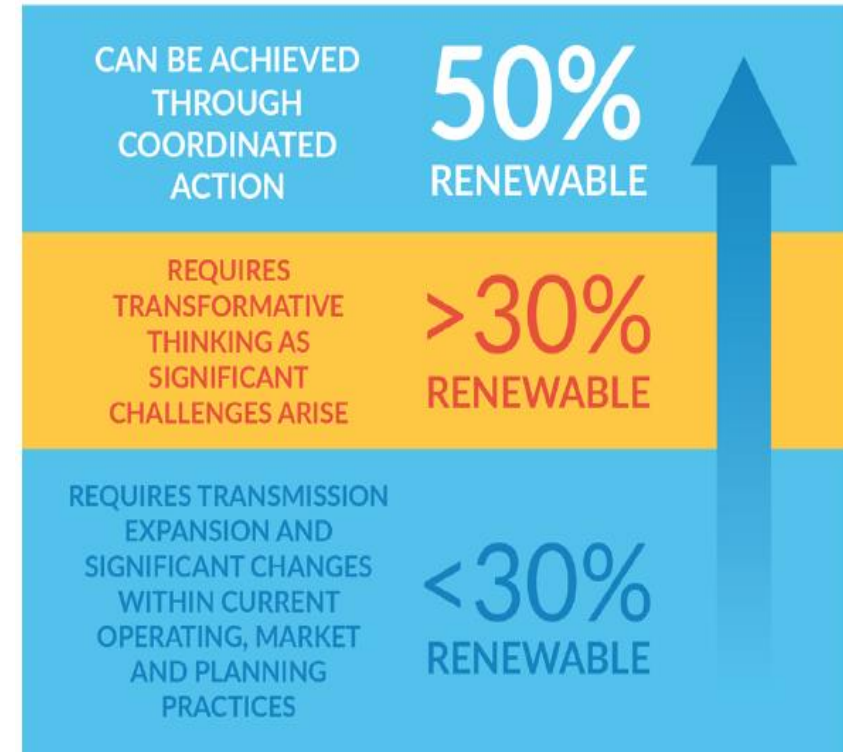 CAN BE ACHIEVED
THROUGH
COORDINATED
ACTION
50%
RENEWABLE
REQUIRES
TRANSFORMATIVE
THINKING AS
SIGNIFICANT
CHALLENGES ARISE
>30%
RENEWABLE
REQUIRES TRANSMISSION
EXPANSION AND
SIGNIFICANT CHANGES
WITHIN CURRENT
OPERATING, MARKET
AND PLANNING
PRACTICES
<30%
RENEWABLE